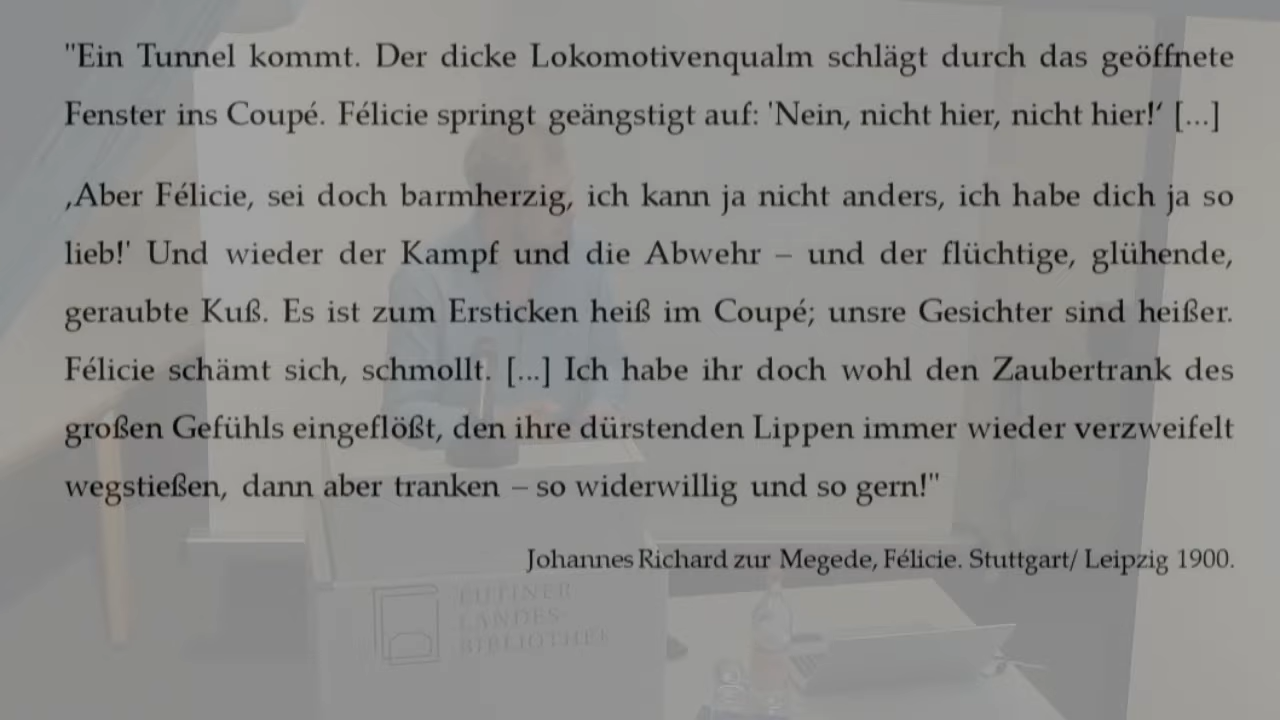 "Ein Tunnel kommt. Der dicke Lokomotivenqualm schlägt durch das geöffnete
Fenster ins Coupé. Félicie springt geängstigt auf: 'Nein, nicht hier, nicht hier!‘ [...]
‚Aber Félicie, sei doch barmherzig, ich kann ja nicht anders, ich habe dich ja so
lieb!' Und wieder der Kampf und die Abwehr – und der flüchtige, glühende,
geraubte Kuß. Es ist zum Ersticken heiß im Coupé; unsre Gesichter sind heißer.
Félicie schämt sich, schmollt. [...] Ich habe ihr doch wohl den Zaubertrank des
großen Gefühls eingeflößt, den ihre dürstenden Lippen immer wieder verzweifelt
wegstießen, dann aber tranken – so widerwillig und so gern!"
Johannes Richard zur Megede, Félicie. Stuttgart/ Leipzig 1900.
EUTINER
LANDES-
BIBLIOTHEK